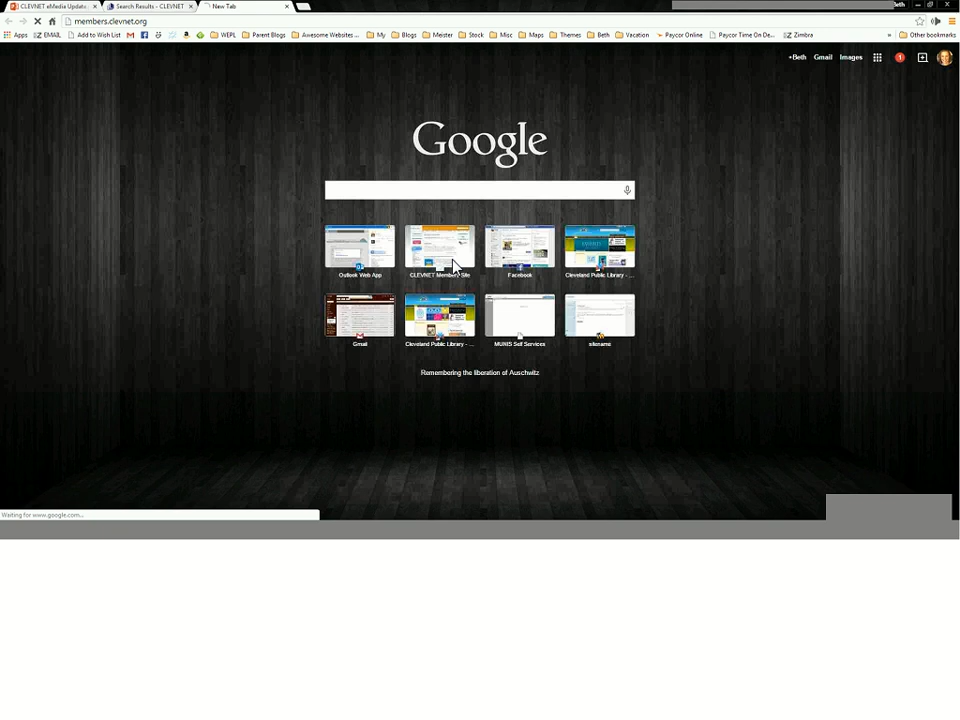 CLEVNET eMedia Updat...
Search Results - CLEVNET
New Tab
Beth
members.clevnet.org
Apps
EMAIL
Add to Wish List
WEPL
Parent Blogs
Awesome Websites ...
My
Blogs
Meister
Stock
Misc
Maps
Themes
Beth
Vacation
Paycor Online
Paycor Time On De...
Zimbra
»
Other bookmarks
+Beth
Gmail
Images
1
Google
Outlook Web App
CLEVNET Member Site
Facebook
Cleveland Public Library - ...
Gmail
Cleveland Public Library - ...
MUNIS Self Services
sitename
Remembering the liberation of Auschwitz
Waiting for www.google.com...